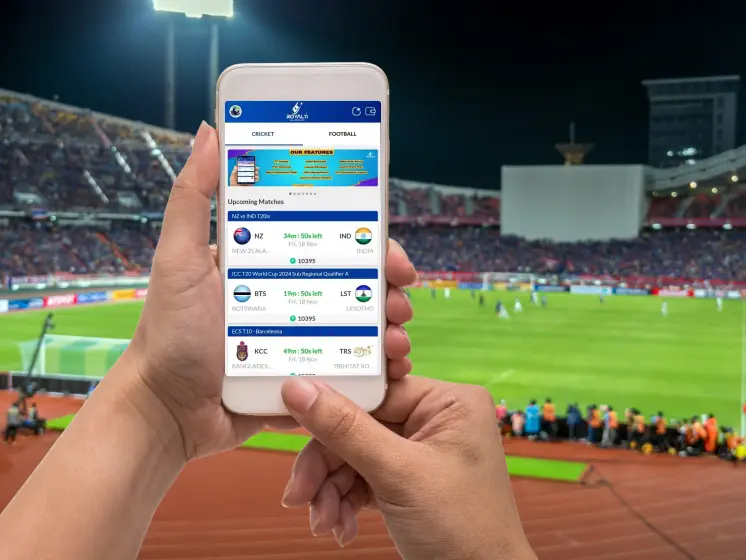 ROYAL11
CRICKET FOOTBALL
OUR FEATURES
Upcoming Matches
NZ vs IND T20Is
NZ 34m : 50s left IND
NEW ZEALA... Fri, 18 Nov INDIA
10395
ICC T20 World Cup 2024 Sub Regional Qualifier A
BTS 19m : 50s left LST
BOTSWANA Fri, 18 Nov LESOTHO
10395
ECS T10 - Barcelona
KCC 49m : 50s left TRS
BANGLADES... Fri, 18 Nov TRINITAT RO...